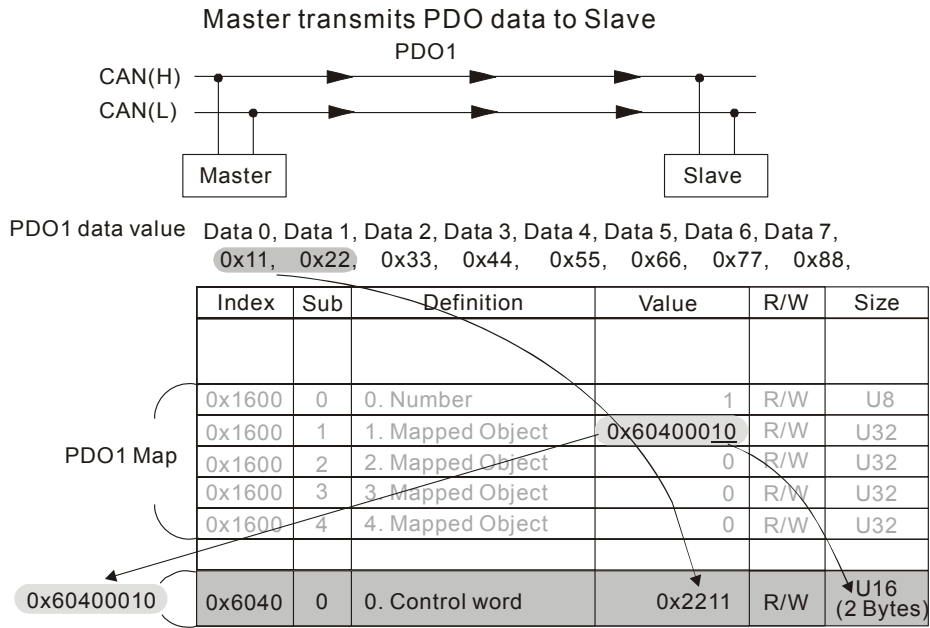 Master transmits PDO data to Slave
PDO1
CAN(H)
CAN(L)
Master
Slave
PDO1 data value Data 0, Data 1, Data 2, Data 3, Data 4, Data 5, Data 6, Data 7,
0x11, 0x22, 0x33, 0x44, 0x55, 0x66, 0x77, 0x88,
Index Sub Definition Value R/W Size
0x1600 0 0. Number 1 R/W U8
0x1600 1 1. Mapped Object 0x60400010 R/W U32
0x1600 2 2. Mapped Object 0 R/W U32
0x1600 3 3. Mapped Object 0 R/W U32
0x1600 4 4. Mapped Object 0 R/W U32
PDO1 Map
0x60400010
0x6040 0 0. Control word 0x2211 R/W U16
(2 Bytes)